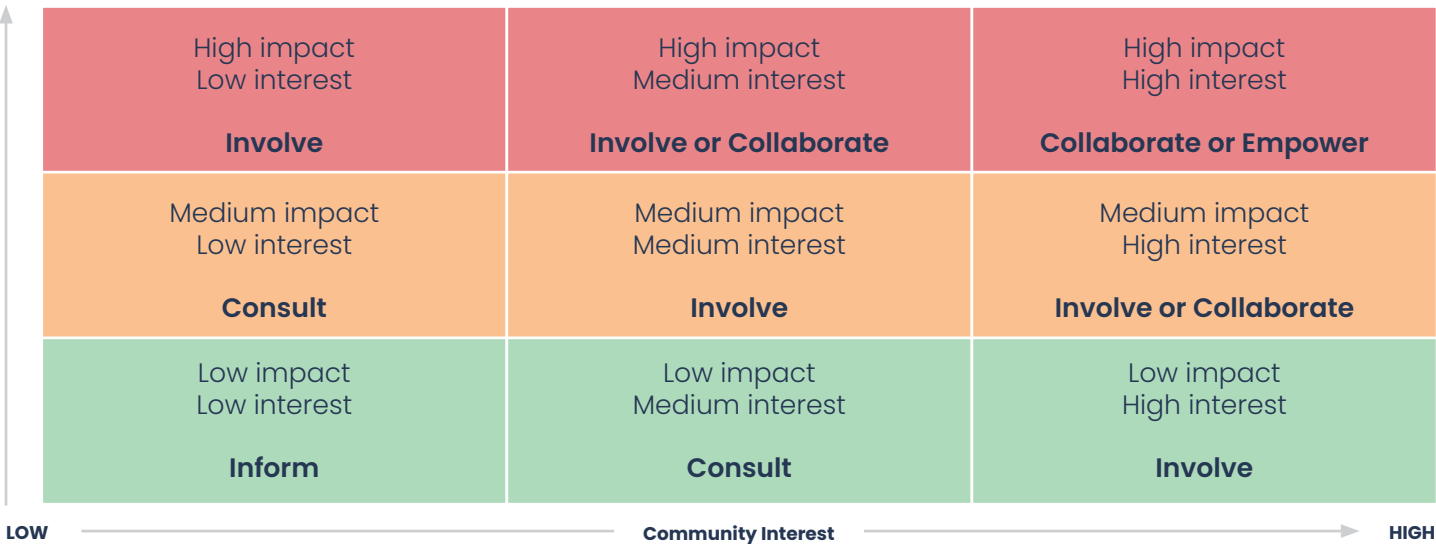 High impact
Low interest
Involve
High impact
Medium interest
Involve or Collaborate
High impact
High interest
Collaborate or Empower
Medium impact
Low interest
Consult
Medium impact
Medium interest
Involve
Medium impact
High interest
Involve or Collaborate
Low impact
Low interest
Inform
Low impact
Medium interest
Consult
Low impact
High interest
Involve
LOW
Community Interest
HIGH